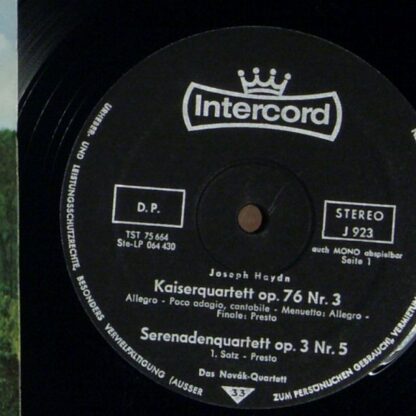 Intercord
D. P.
STEREO
J 923
TST 75 664
Ste-LP 064 430
auch MONO abspielbar
Seite 1
Joseph Haydn
Kaiserquartett op. 76 Nr. 3
Allegro - Poco adagio, cantabile - Menuetto: Allegro -
Finale: Presto
Serenadenquartett op. 3 Nr. 5
1. Satz - Presto
Das Novák-Quartett
33
URHEBER- UND LEISTUNGSSCHUTZRECHTE, BESONDERS VERVIELFÄLTIGUNG (AUSSER
ZUM PERSÖNLICHEN GEBRAUCH), VERMIE